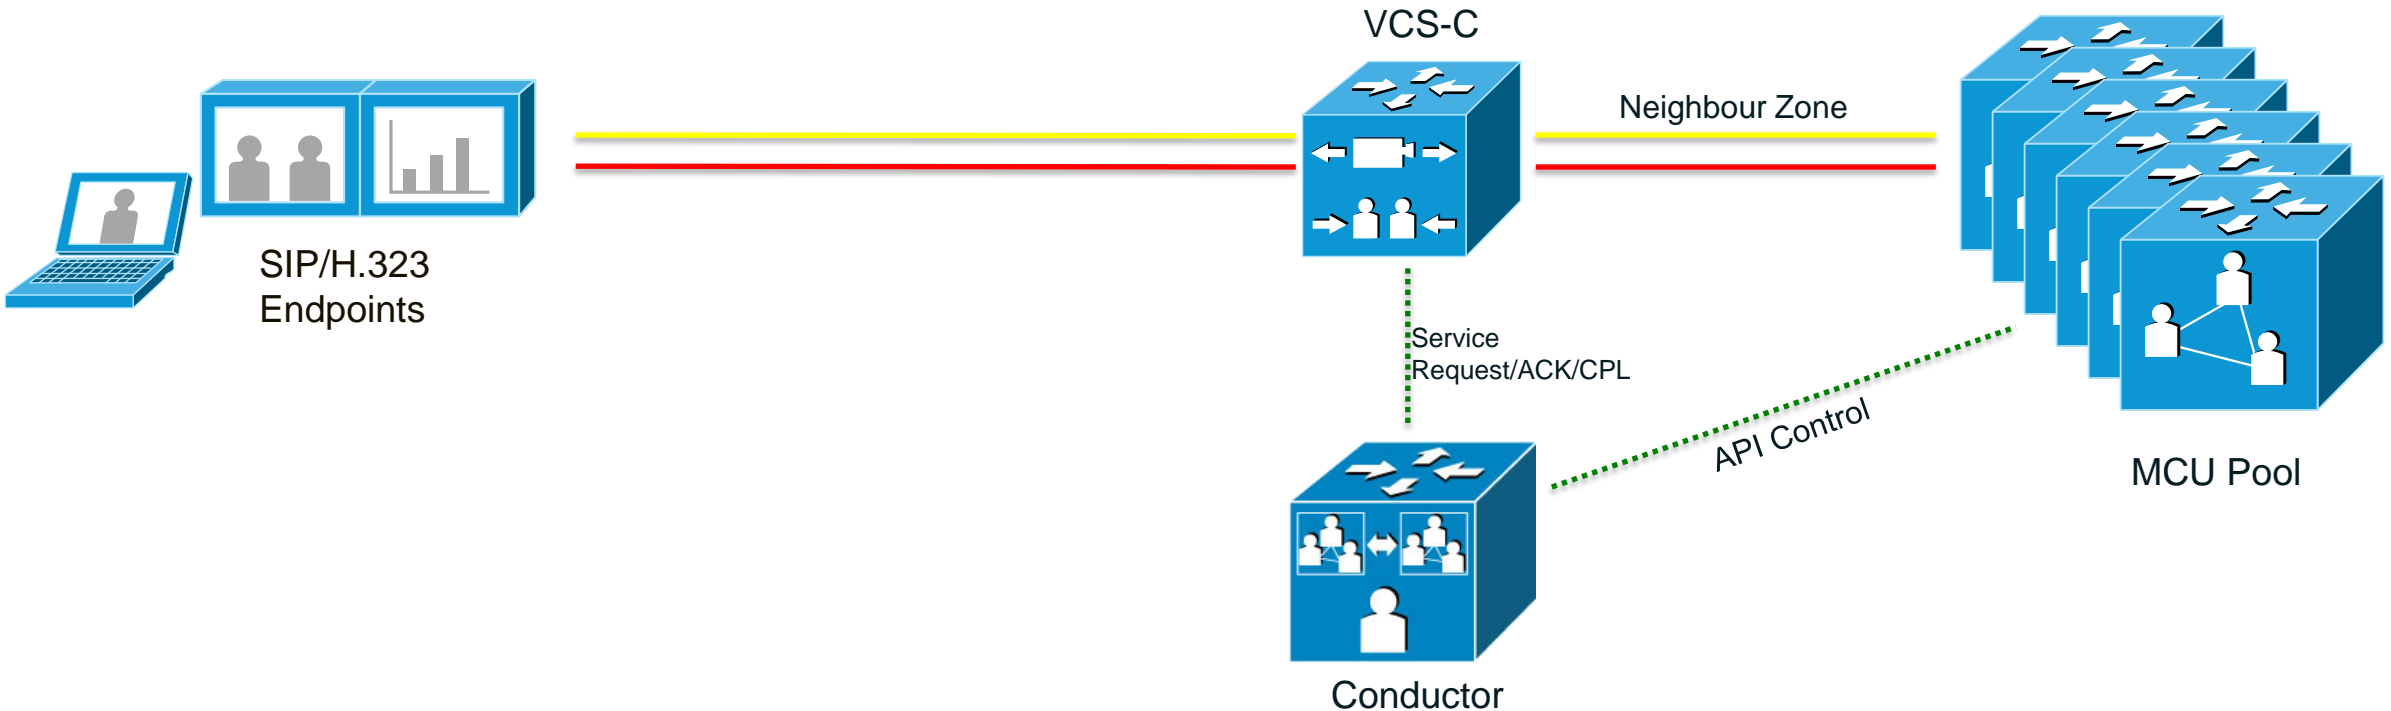 VCS-C
Neighbour Zone
SIP/H.323
Endpoints
Service
Request/ACK/CPL
API Control
MCU Pool
Conductor